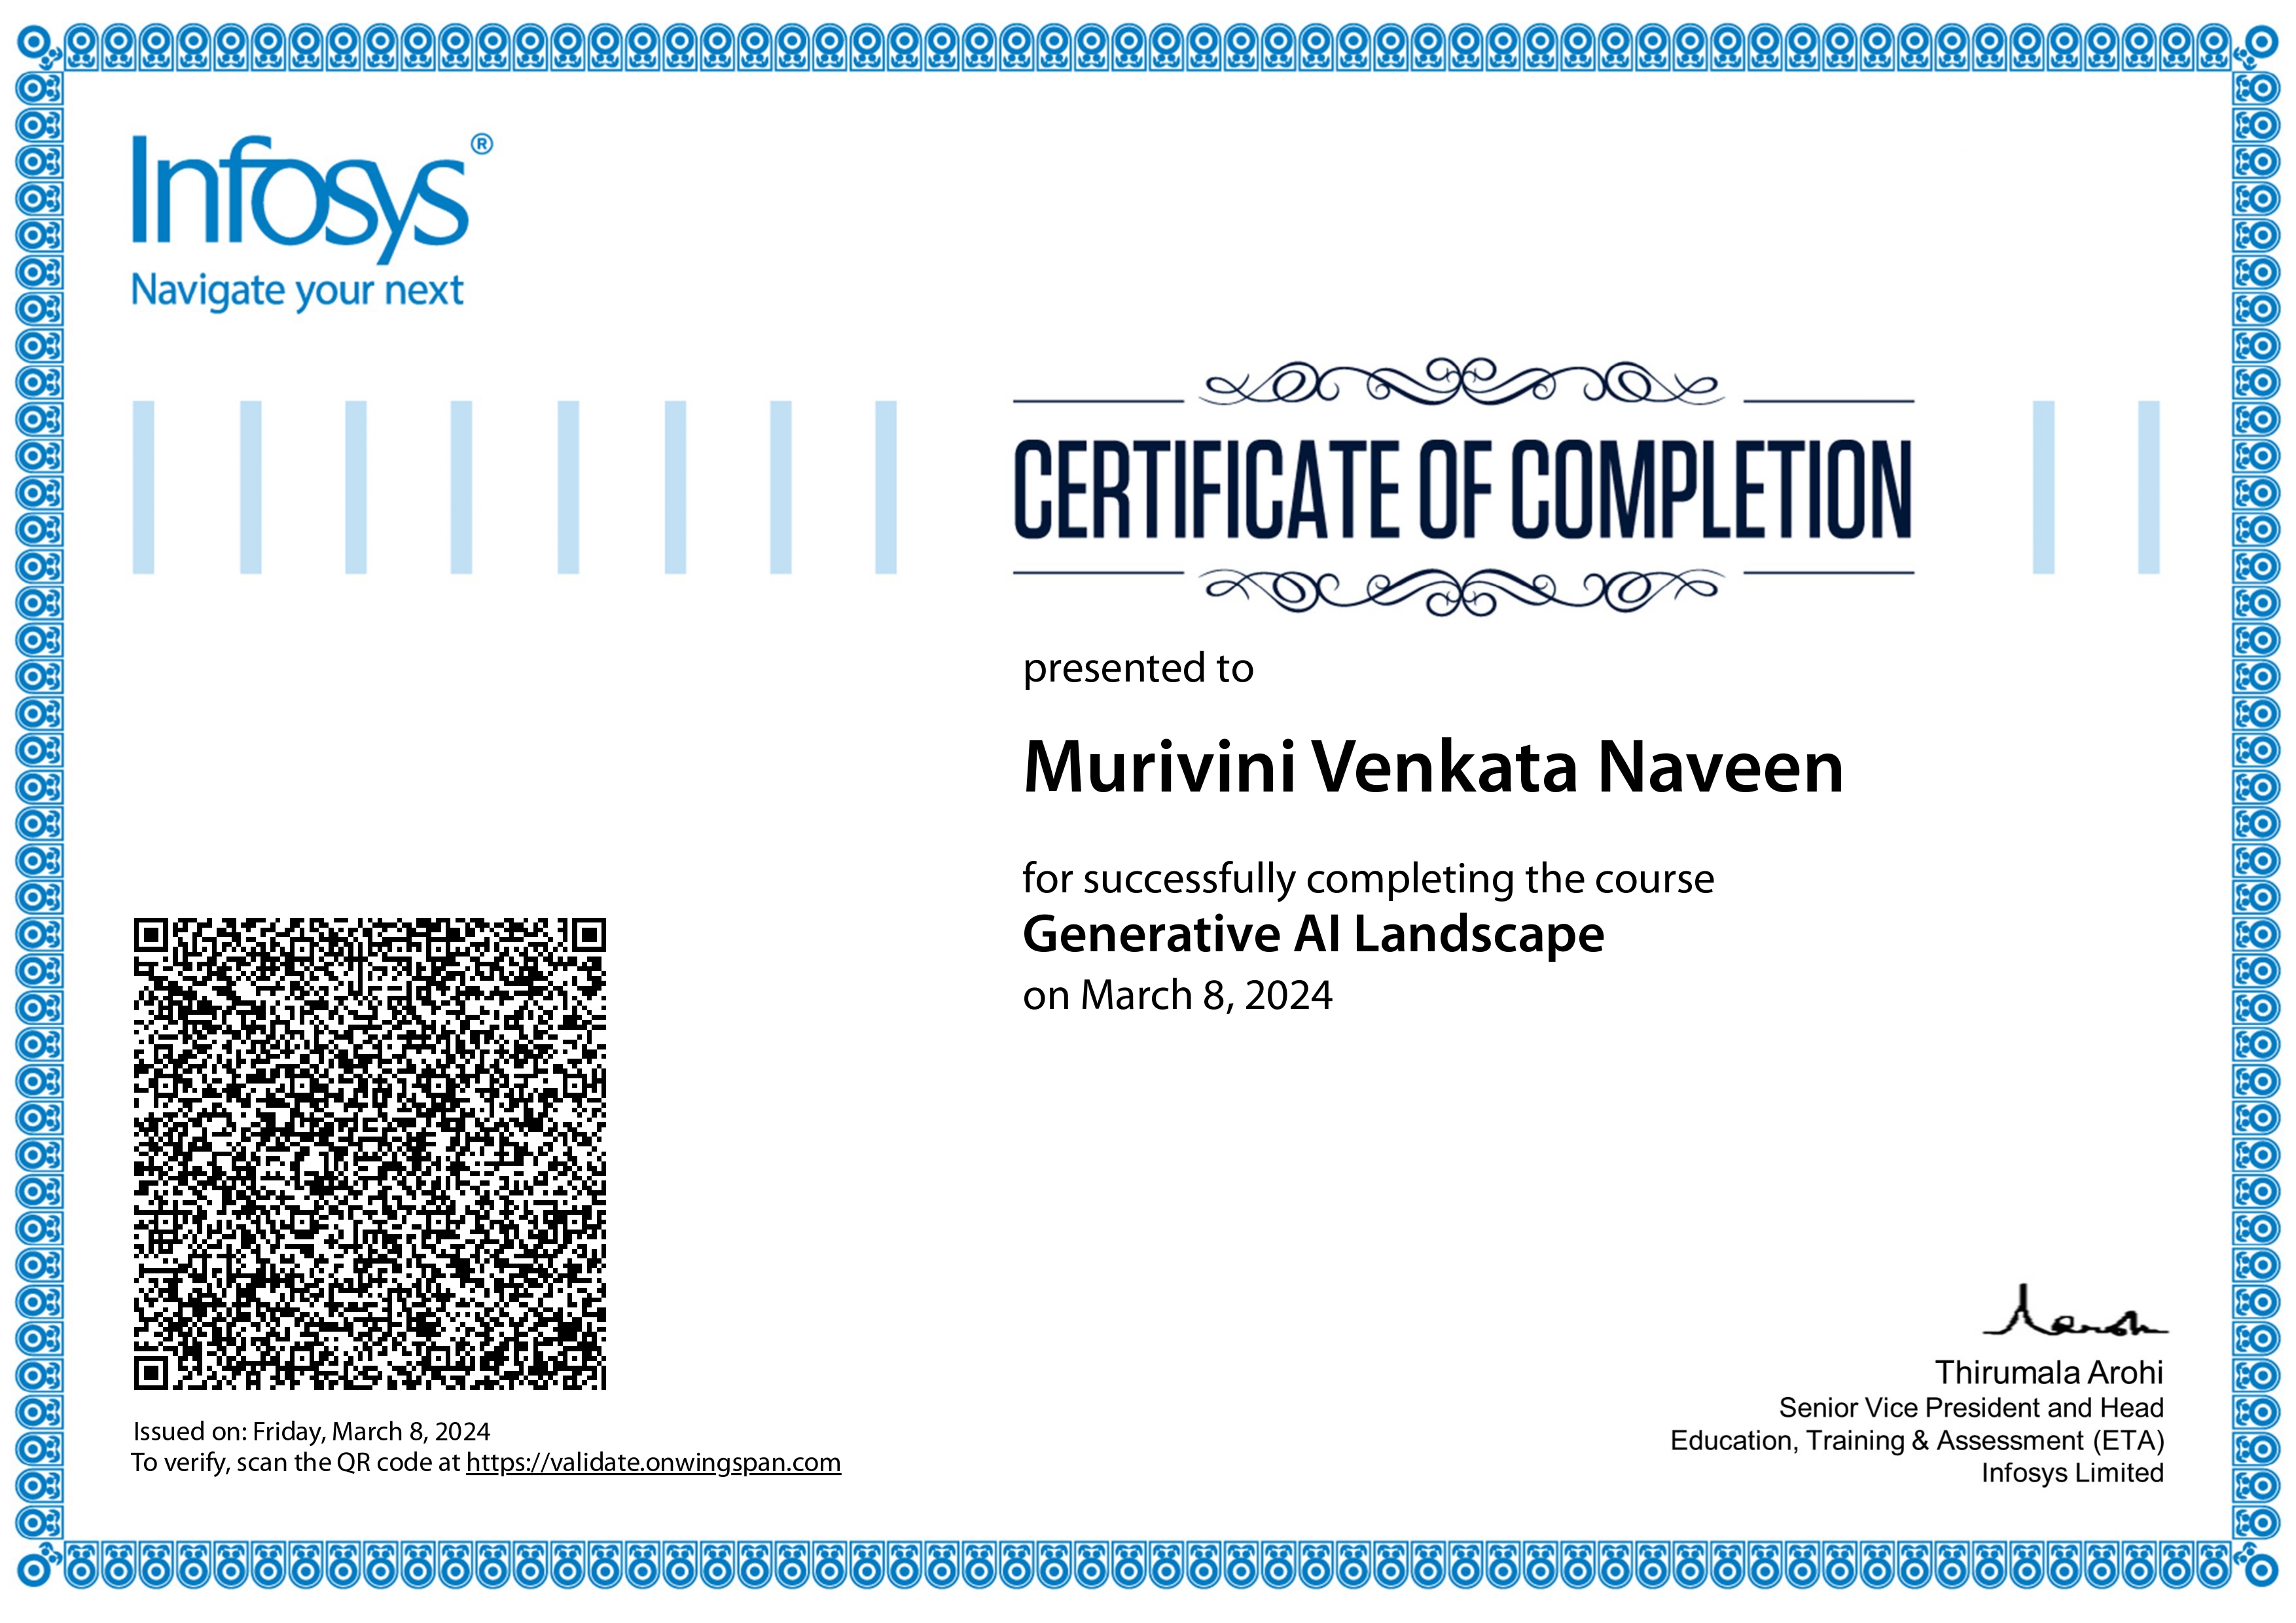 Infosys®
Navigate your next
CERTIFICATE OF COMPLETION
presented to
Murivini Venkata Naveen
for successfully completing the course
Generative AI Landscape
on March 8, 2024
Issued on: Friday, March 8, 2024
To verify, scan the QR code at https://validate.onwingspan.com
Thirumala Arohi
Senior Vice President and Head
Education, Training & Assessment (ETA)
Infosys Limited